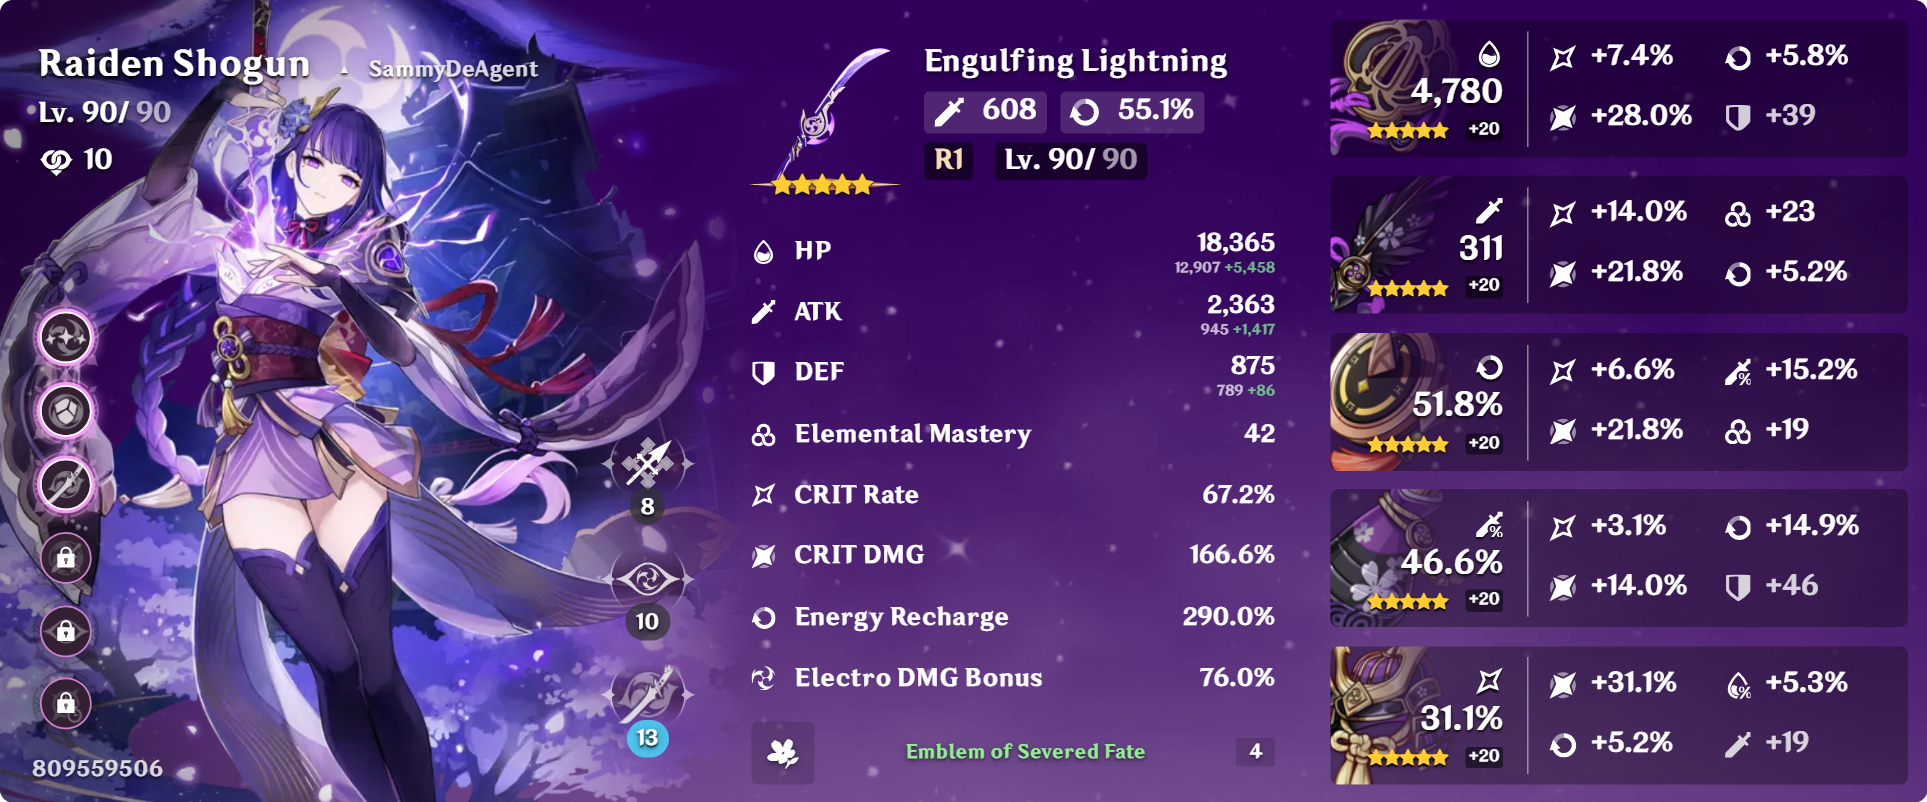 Raiden Shogun · SammyDeAgent
Lv. 90/ 90
10
8
10
13
809559506
Engulfing Lightning
608 55.1%
R1 Lv. 90/ 90
HP 18,365
12,907 +5,458
ATK 2,363
945 +1,417
DEF 875
789 +86
Elemental Mastery 42
CRIT Rate 67.2%
CRIT DMG 166.6%
Energy Recharge 290.0%
Electro DMG Bonus 76.0%
Emblem of Severed Fate 4
4,780
+20
+7.4% +5.8%
+28.0% +39
311
+20
+14.0% +23
+21.8% +5.2%
51.8%
+20
+6.6% +15.2%
+21.8% +19
46.6%
+20
+3.1% +14.9%
+14.0% +46
31.1%
+20
+31.1% +5.3%
+5.2% +19